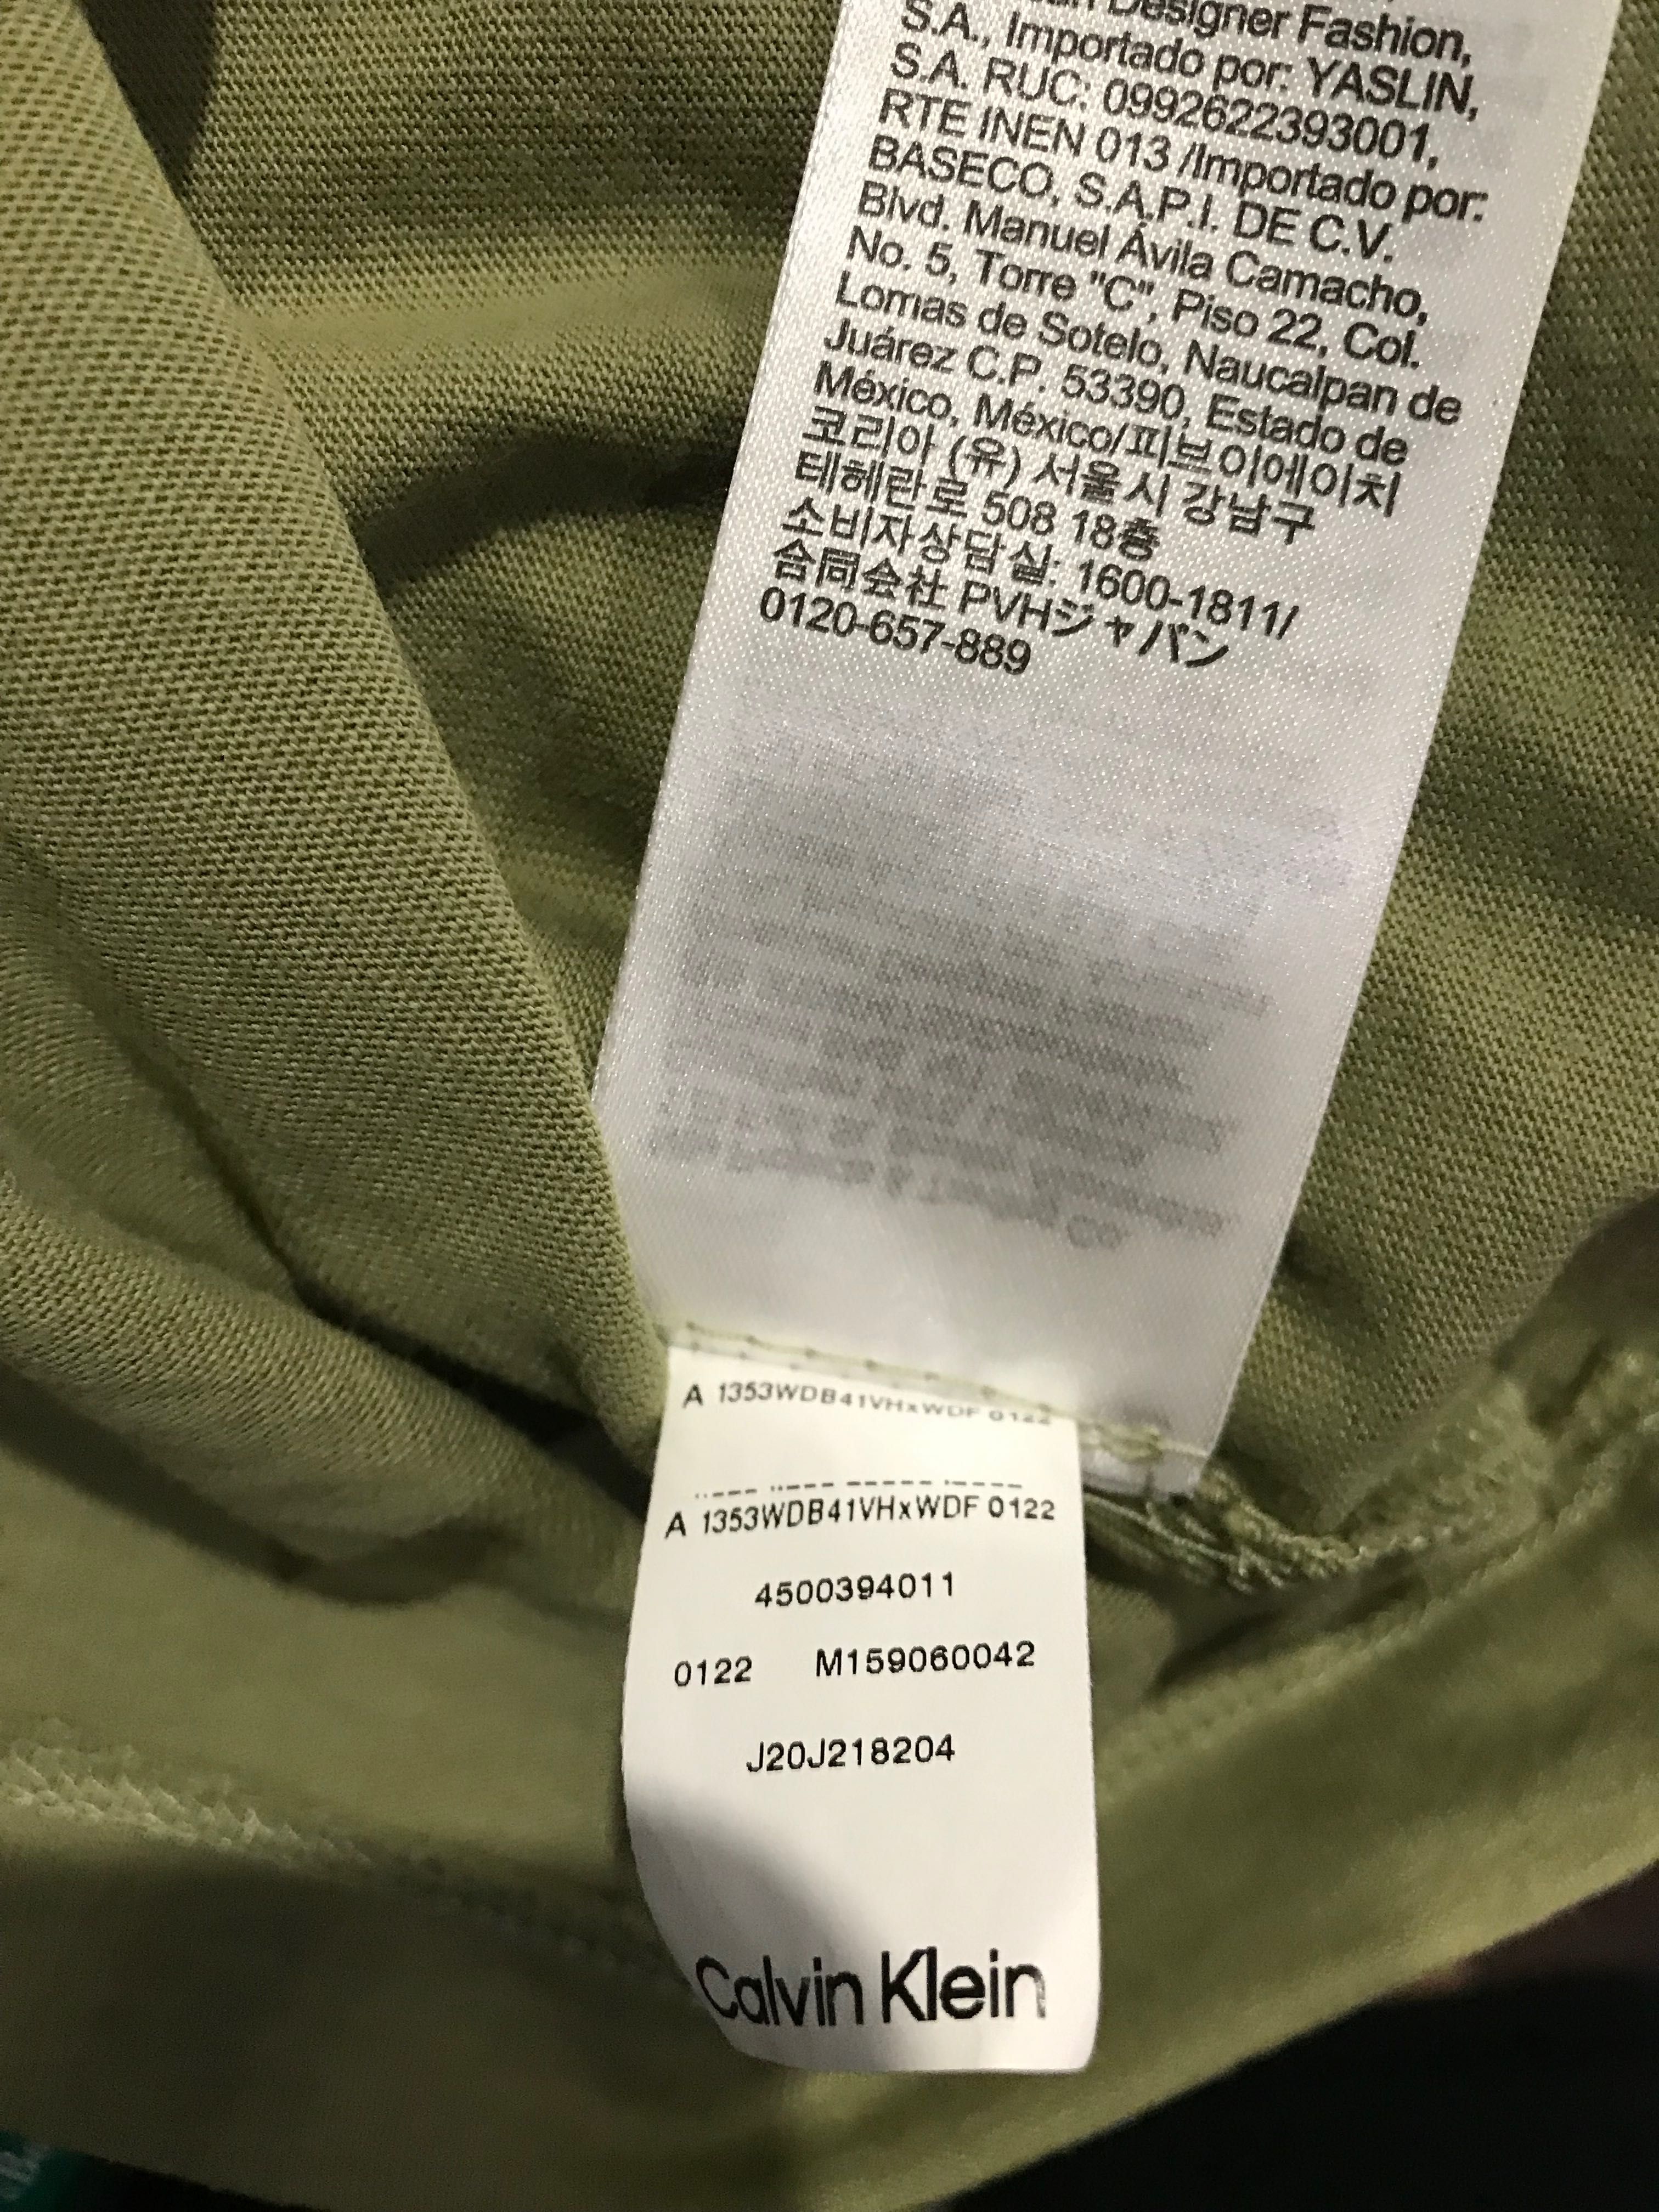 Designer Fashion,
S.A., Importado por: YASLIN,
S.A. RUC: 0992622393001,
RTE INEN 013 /Importado por:
BASECO, S.A.P.I. DE C.V.
Blvd. Manuel Ávila Camacho,
No. 5, Torre "C", Piso 22, Col.
Lomas de Sotelo, Naucalpan de
Juárez C.P. 53390, Estado de
México, México/피브이에이치
코리아 (유) 서울시 강남구
테헤란로 508 18층
소비자상담실: 1600-1811/
合同会社 PVHジャパン
0120-657-889
A 1353WDB41VHxWDF 0122
A 1353WDB41VHxWDF 0122
4500394011
0122 M159060042
J20J218204
Calvin Klein